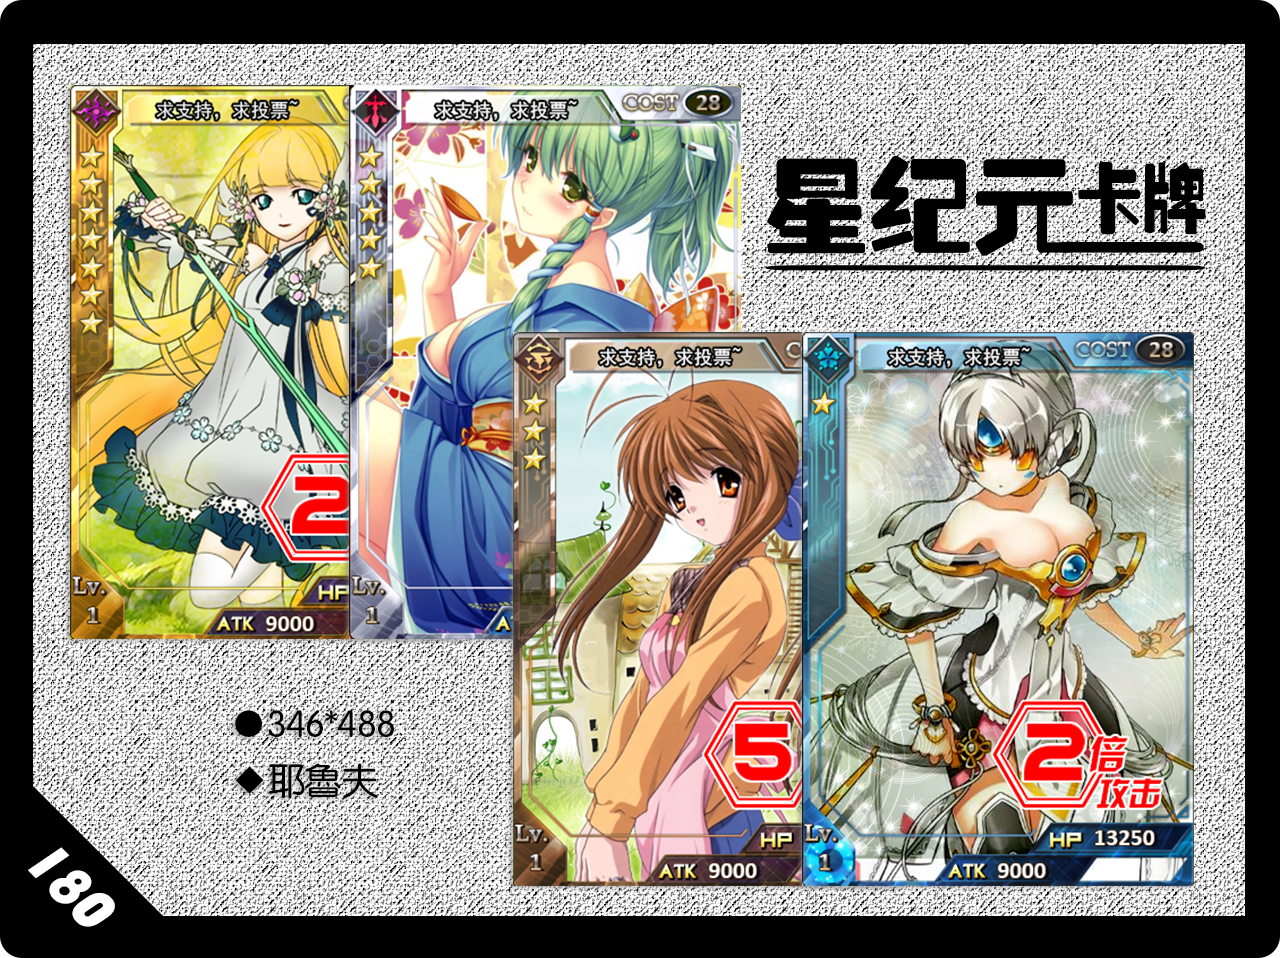 星纪元卡牌
求支持，求投票~
2
Lv.
1
HP
ATK 9000
求支持，求投票~
COST 28
Lv.
1
A
求支持，求投票~
C
5
Lv.
1
HP
ATK 9000
求支持，求投票~
COST 28
2倍
攻击
Lv.
1
HP 13250
ATK 9000
●346*488
◆耶魯夫
180